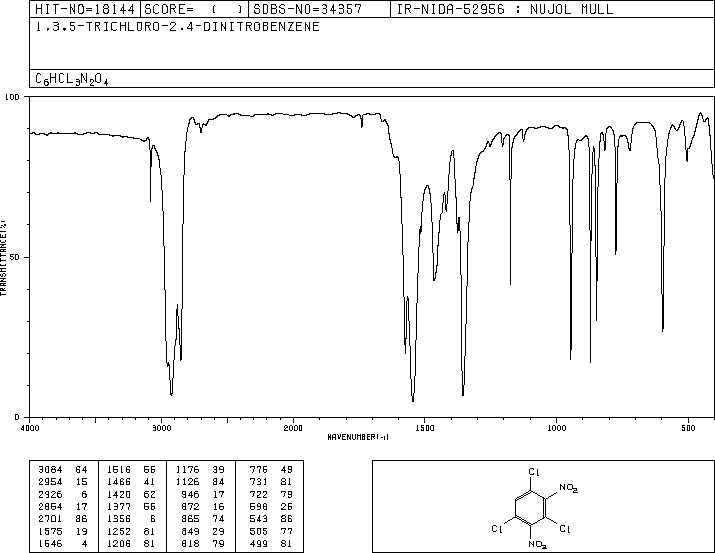 HIT-NO=18144 SCORE= ( ) SDBS-NO=34357 IR-NIDA-52956 : NUJOL MULL
1,3,5-TRICHLORO-2,4-DINITROBENZENE
C6HCL3N2O4
100
50
0
TRANSMITTANCE(%)
4000 3000 2000 1500 1000 500
WAVENUMBER(-1)
3084 64 1516 55 1176 39 776 49
2954 15 1466 41 1126 84 731 81
2926 6 1420 62 946 17 722 79
2864 17 1377 55 872 16 598 26
2701 86 1356 6 865 74 543 86
1575 19 1252 81 849 29 505 77
1546 4 1206 81 818 79 499 81
Cl
NO2
Cl
Cl
NO2